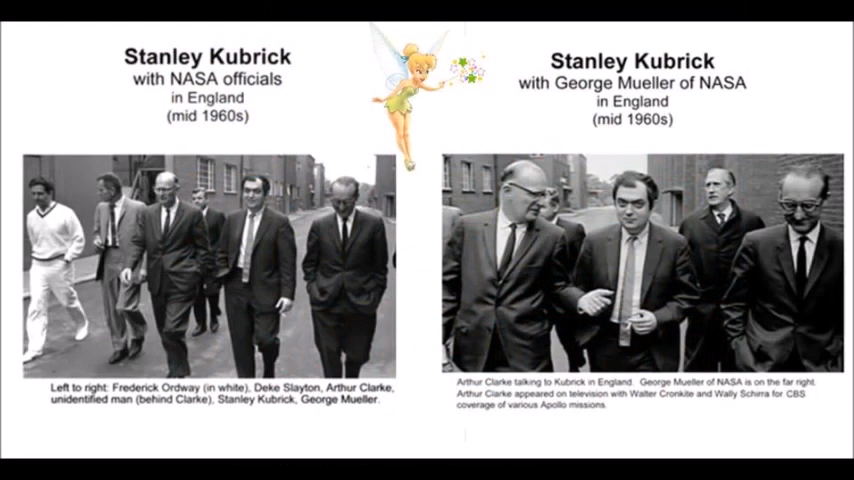 Stanley Kubrick
with NASA officials
in England
(mid 1960s)
Left to right: Frederick Ordway (in white), Deke Slayton, Arthur Clarke,
unidentified man (behind Clarke), Stanley Kubrick, George Mueller.
Stanley Kubrick
with George Mueller of NASA
in England
(mid 1960s)
Arthur Clarke talking to Kubrick in England. George Mueller of NASA is on the far right.
Arthur Clarke appeared on television with Walter Cronkite and Wally Schirra for CBS
coverage of various Apollo missions.